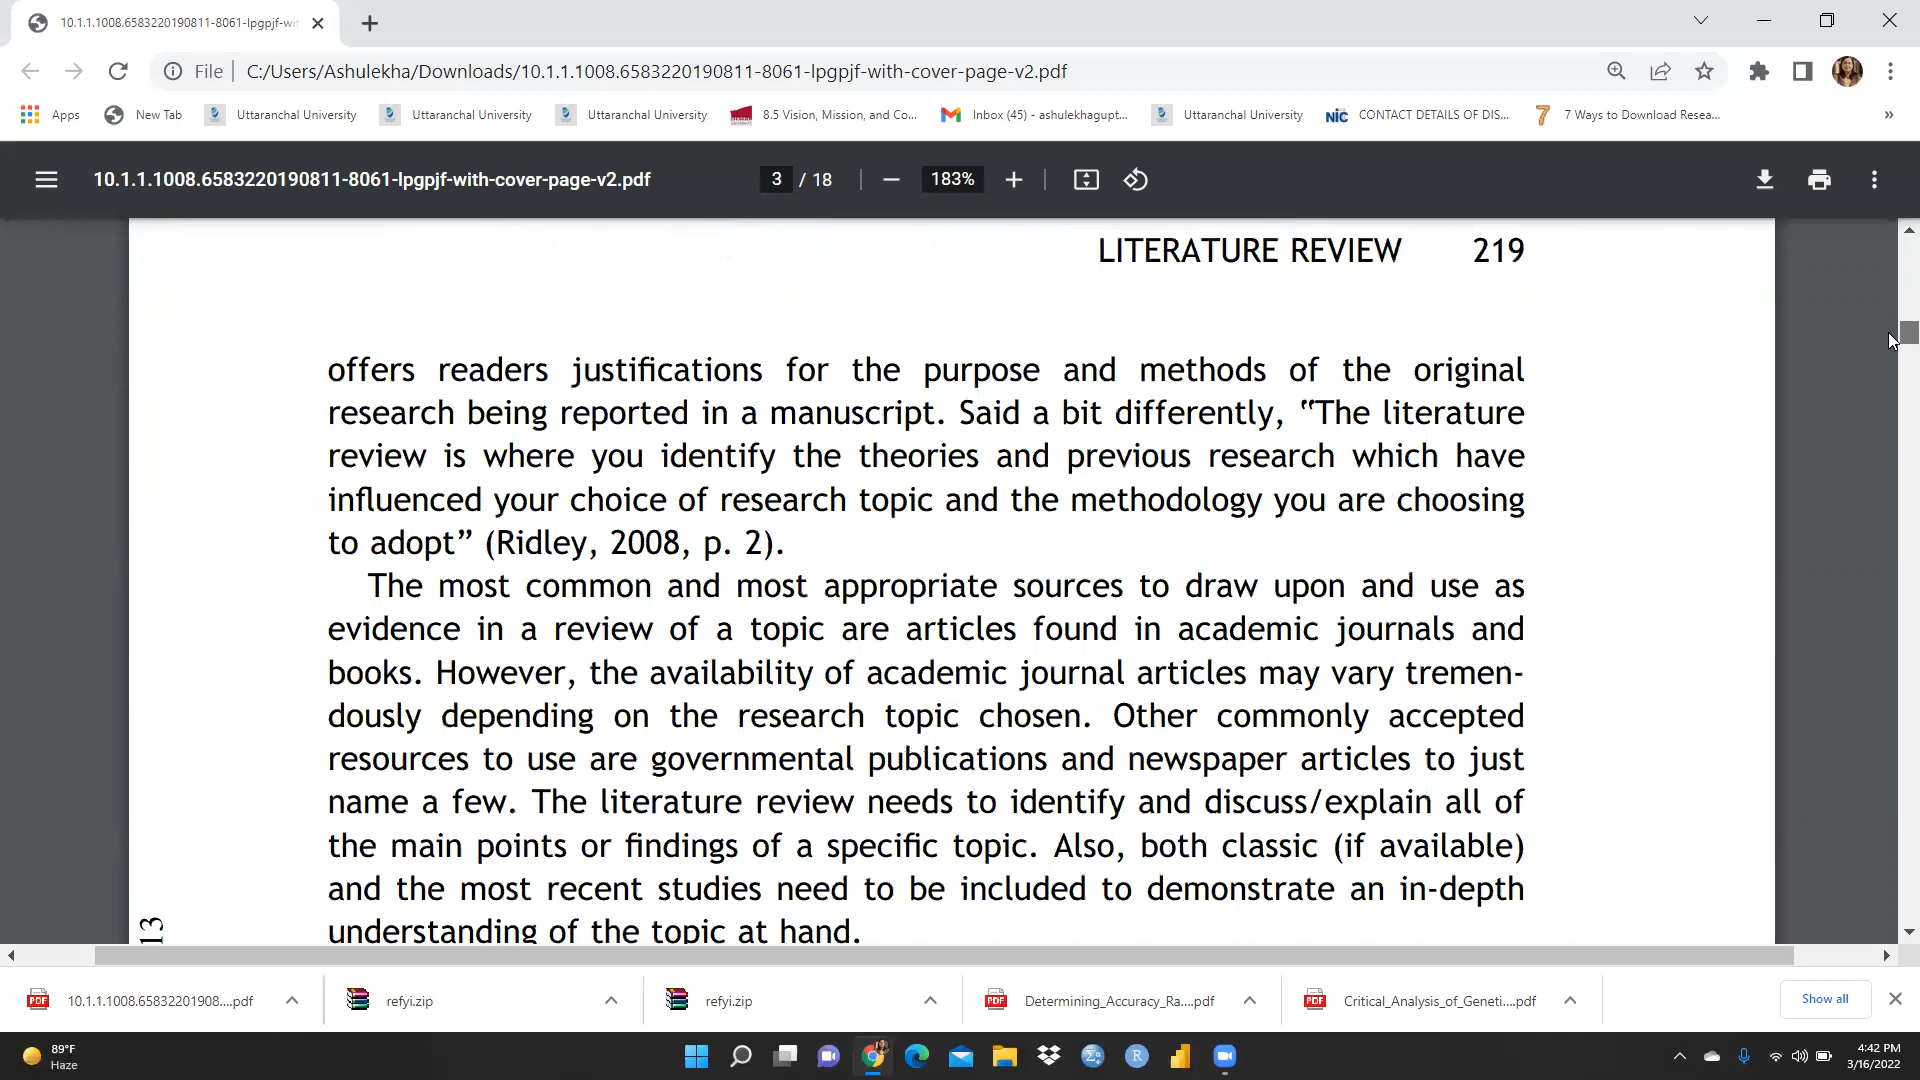 10.1.1.1008.6583220190811-8061-lpgpjf-wit
File
C:/Users/Ashulekha/Downloads/10.1.1.1008.6583220190811-8061-lpgpjf-with-cover-page-v2.pdf
Apps
New Tab
Uttaranchal University
Uttaranchal University
Uttaranchal University
8.5 Vision, Mission, and Co...
Inbox (45) - ashulekhagupt...
Uttaranchal University
NIC
CONTACT DETAILS OF DIS...
7
7 Ways to Download Resea...
»
10.1.1.1008.6583220190811-8061-lpgpjf-with-cover-page-v2.pdf
3 / 18
183%
LITERATURE REVIEW 219
offers readers justifications for the purpose and methods of the original
research being reported in a manuscript. Said a bit differently, “The literature
review is where you identify the theories and previous research which have
influenced your choice of research topic and the methodology you are choosing
to adopt” (Ridley, 2008, p. 2).
The most common and most appropriate sources to draw upon and use as
evidence in a review of a topic are articles found in academic journals and
books. However, the availability of academic journal articles may vary tremen-
dously depending on the research topic chosen. Other commonly accepted
resources to use are governmental publications and newspaper articles to just
name a few. The literature review needs to identify and discuss/explain all of
the main points or findings of a specific topic. Also, both classic (if available)
and the most recent studies need to be included to demonstrate an in-depth
understanding of the topic at hand.
13
PDF
10.1.1.1008.65832201908....pdf
refyi.zip
refyi.zip
PDF
Determining_Accuracy_Ra....pdf
PDF
Critical_Analysis_of_Geneti....pdf
Show all
89°F
Haze
R
4:42 PM
3/16/2022